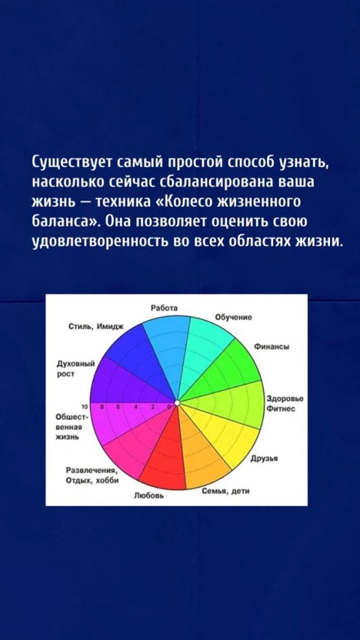 Существует самый простой способ узнать,
насколько сейчас сбалансирована ваша
жизнь — техника «Колесо жизненного
баланса». Она позволяет оценить свою
удовлетворенность во всех областях жизни.
Работа
Обучение
Стиль, Имидж
Финансы
Духовный
рост
Здоровье
Фитнес
10 8 6 4 2 0
Общест-
венная
жизнь
Друзья
Развлечения,
Отдых, хобби
Семья, дети
Любовь